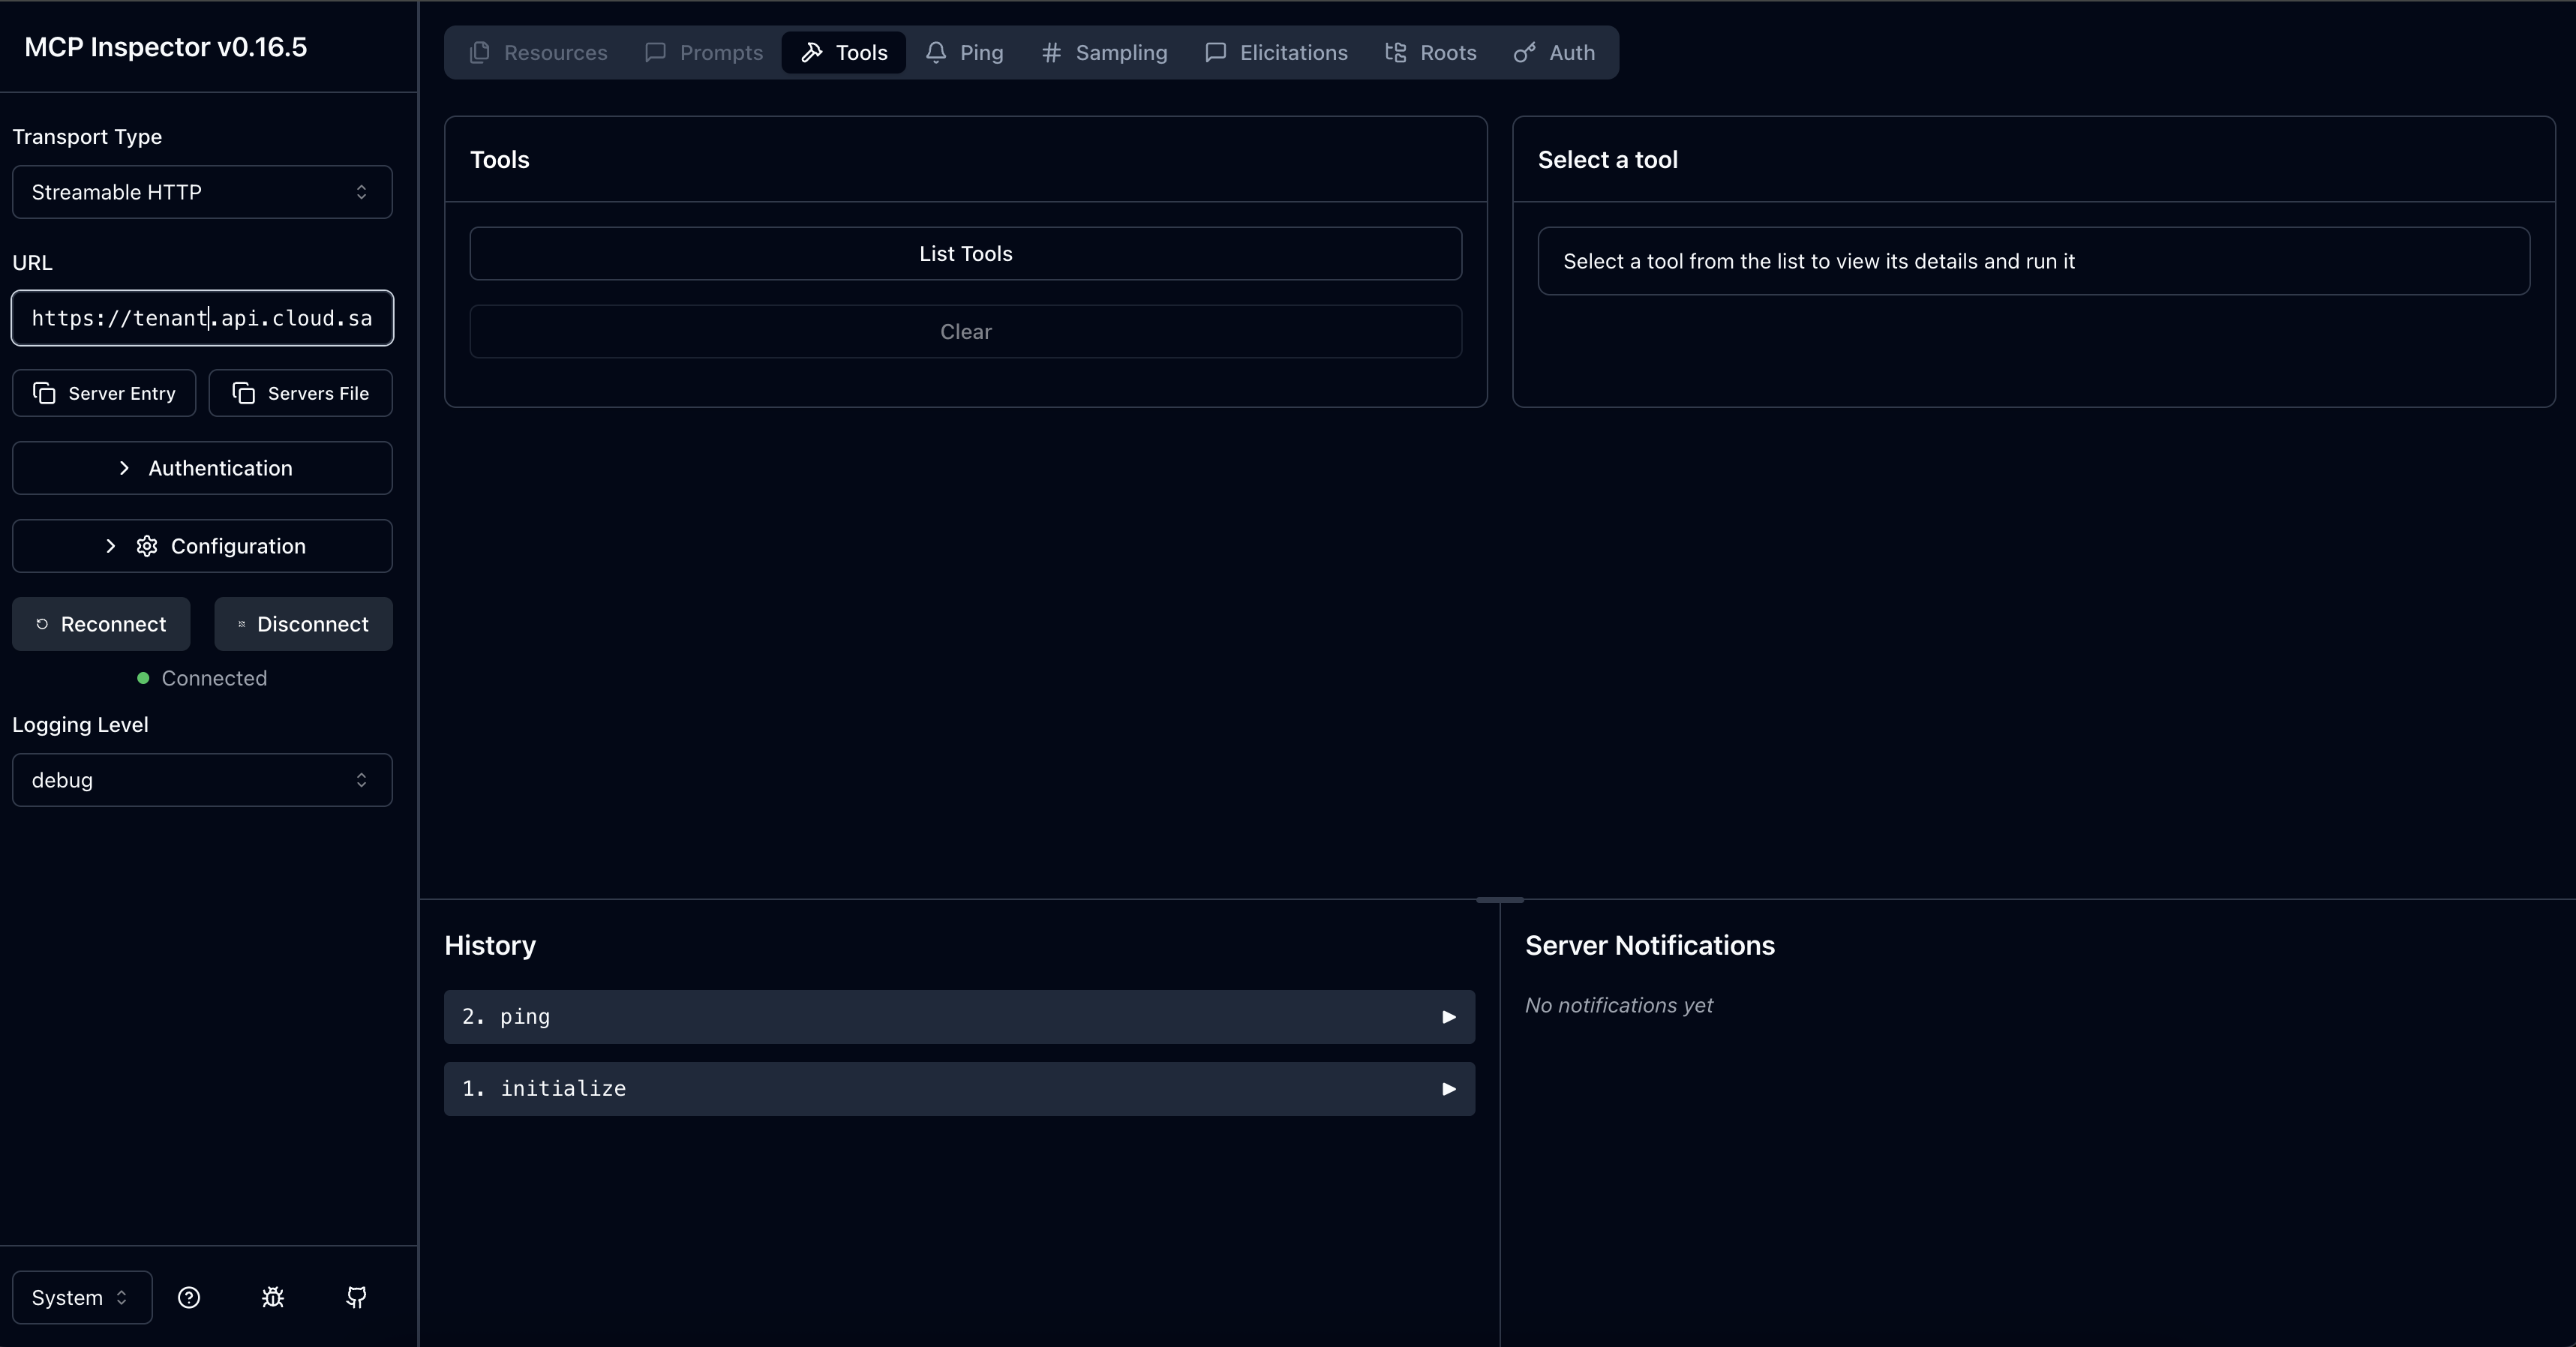 MCP Inspector v0.16.5
Transport Type
Streamable HTTP
URL
https://tenant.api.cloud.sa
Server Entry
Servers File
Authentication
Configuration
Reconnect
Disconnect
Connected
Logging Level
debug
System
Resources
Prompts
Tools
Ping
Sampling
Elicitations
Roots
Auth
Tools
List Tools
Clear
Select a tool
Select a tool from the list to view its details and run it
History
2. ping
1. initialize
Server Notifications
No notifications yet